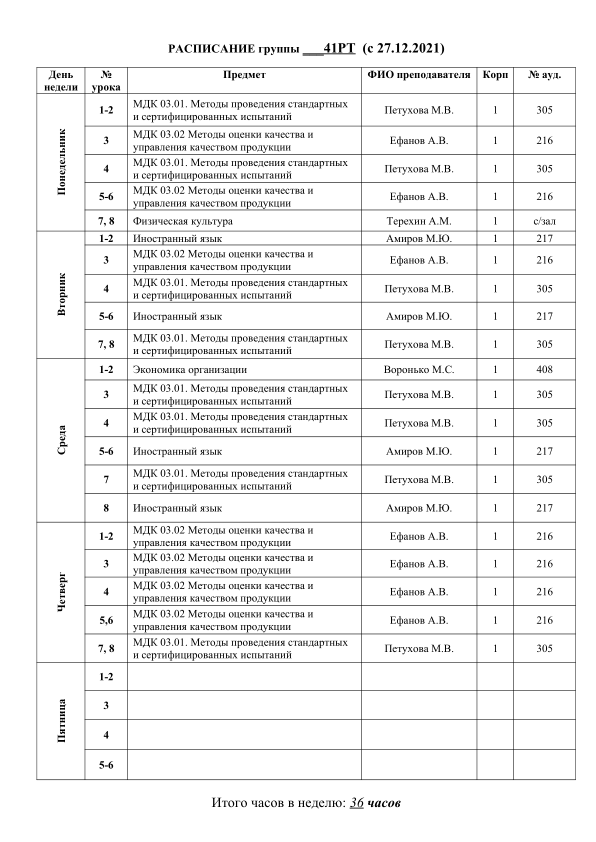 РАСПИСАНИЕ группы ___41РТ (с 27.12.2021)
День недели № урока Предмет ФИО преподавателя Корп № ауд.
Понедельник
1-2 МДК 03.01. Методы проведения стандартных и сертифицированных испытаний Петухова М.В. 1 305
3 МДК 03.02 Методы оценки качества и управления качеством продукции Ефанов А.В. 1 216
4 МДК 03.01. Методы проведения стандартных и сертифицированных испытаний Петухова М.В. 1 305
5-6 МДК 03.02 Методы оценки качества и управления качеством продукции Ефанов А.В. 1 216
7, 8 Физическая культура Терехин А.М. 1 с/зал
Вторник
1-2 Иностранный язык Амиров М.Ю. 1 217
3 МДК 03.02 Методы оценки качества и управления качеством продукции Ефанов А.В. 1 216
4 МДК 03.01. Методы проведения стандартных и сертифицированных испытаний Петухова М.В. 1 305
5-6 Иностранный язык Амиров М.Ю. 1 217
7, 8 МДК 03.01. Методы проведения стандартных и сертифицированных испытаний Петухова М.В. 1 305
Среда
1-2 Экономика организации Воронько М.С. 1 408
3 МДК 03.01. Методы проведения стандартных и сертифицированных испытаний Петухова М.В. 1 305
4 МДК 03.01. Методы проведения стандартных и сертифицированных испытаний Петухова М.В. 1 305
5-6 Иностранный язык Амиров М.Ю. 1 217
7 МДК 03.01. Методы проведения стандартных и сертифицированных испытаний Петухова М.В. 1 305
8 Иностранный язык Амиров М.Ю. 1 217
Четверг
1-2 МДК 03.02 Методы оценки качества и управления качеством продукции Ефанов А.В. 1 216
3 МДК 03.02 Методы оценки качества и управления качеством продукции Ефанов А.В. 1 216
4 МДК 03.02 Методы оценки качества и управления качеством продукции Ефанов А.В. 1 216
5,6 МДК 03.02 Методы оценки качества и управления качеством продукции Ефанов А.В. 1 216
7, 8 МДК 03.01. Методы проведения стандартных и сертифицированных испытаний Петухова М.В. 1 305
Пятница
1-2
3
4
5-6
Итого часов в неделю: 36 часов